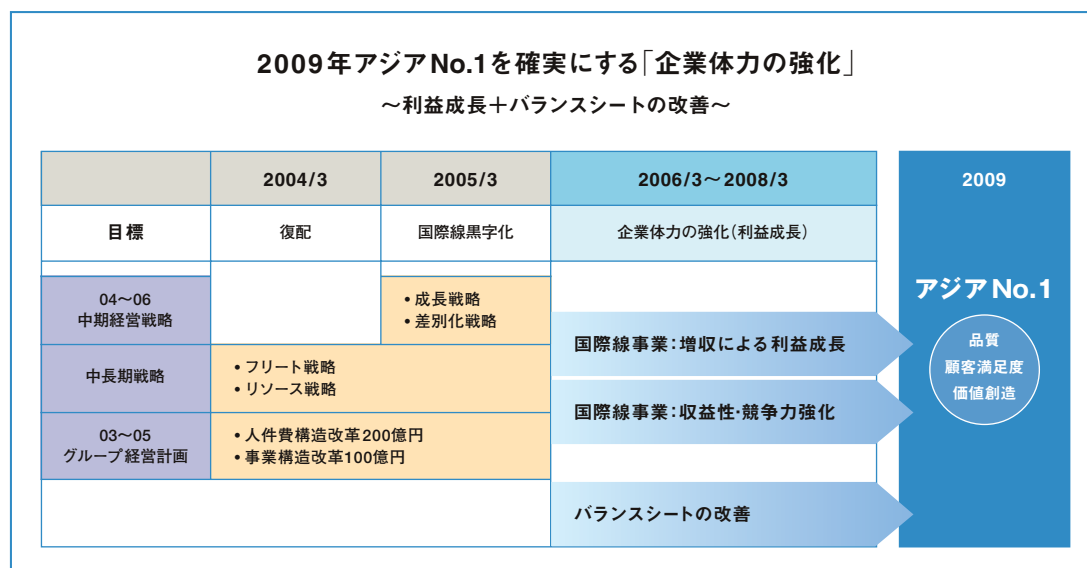 2009年アジアNo.1を確実にする「企業体力の強化」
～利益成長＋バランスシートの改善～
2004/3
2005/3
2006/3～2008/3
2009
目標
復配
国際線黒字化
企業体力の強化(利益成長)
04～06
中期経営戦略
• 成長戦略
• 差別化戦略
中長期戦略
• フリート戦略
• リソース戦略
03～05
グループ経営計画
• 人件費構造改革200億円
• 事業構造改革100億円
国際線事業：増収による利益成長
国際線事業：収益性・競争力強化
バランスシートの改善
アジアNo.1
品質
顧客満足度
価値創造